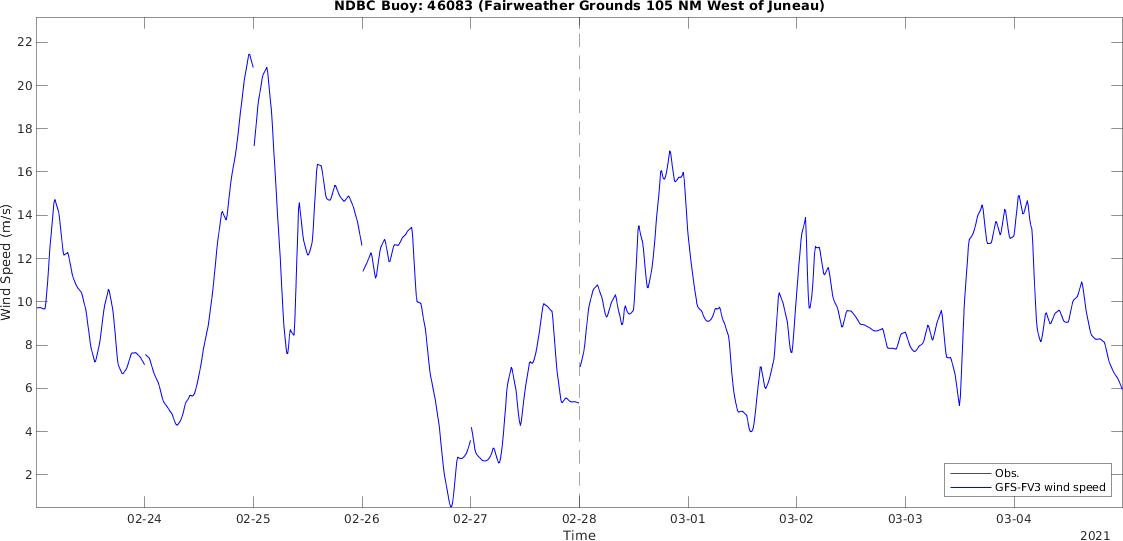 NDBC Buoy: 46083 (Fairweather Grounds 105 NM West of Juneau)
22
20
18
16
14
12
10
8
6
4
2
Wind Speed (m/s)
Obs.
GFS-FV3 wind speed
02-24 02-25 02-26 02-27 02-28 03-01 03-02 03-03 03-04
Time
2021